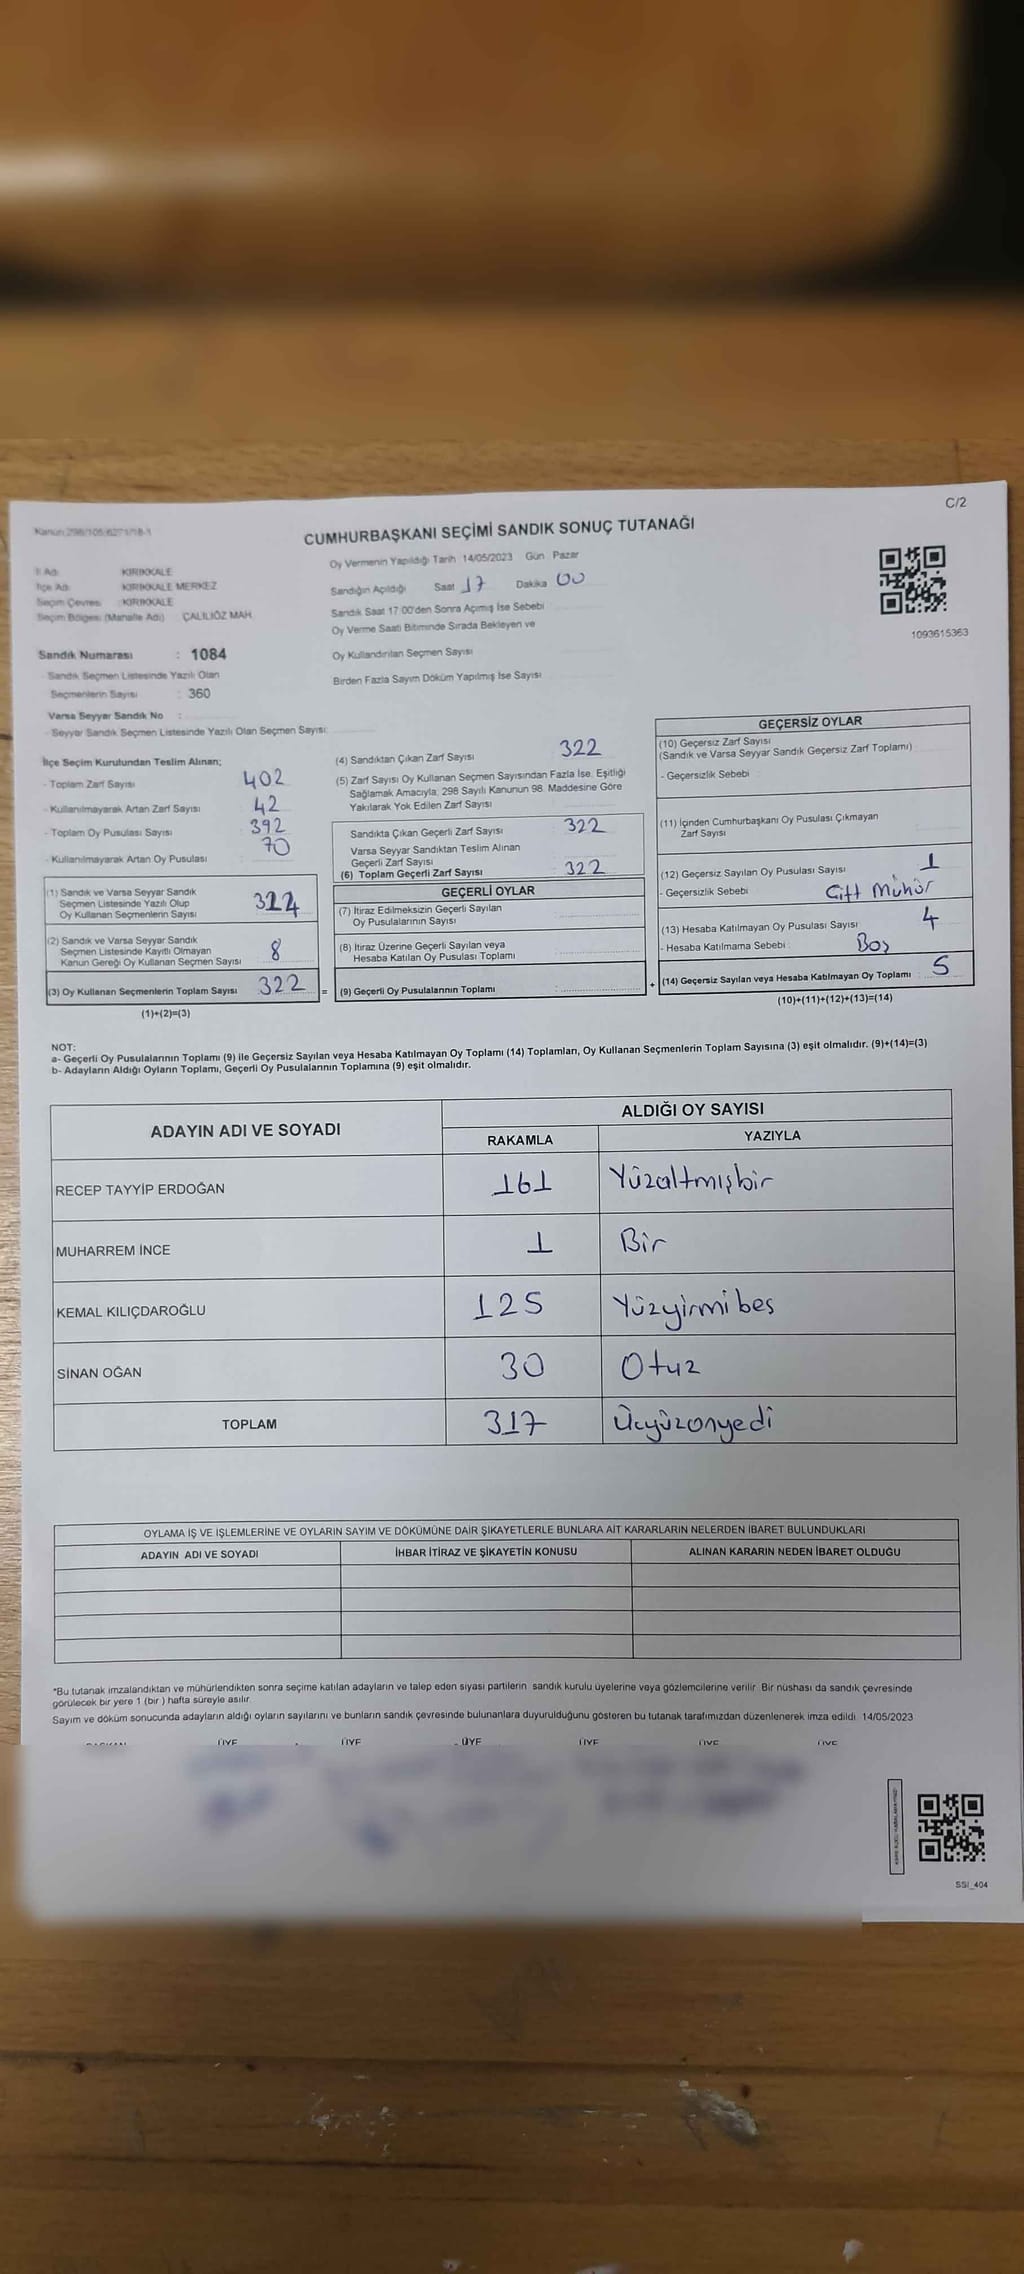 C/2
Kanun:298/105;6271/18-1
CUMHURBAŞKANI SEÇİMİ SANDIK SONUÇ TUTANAĞI
İl Adı : KIRIKKALE
İlçe Adı : KIRIKKALE MERKEZ
Seçim Çevresi : KIRIKKALE
Seçim Bölgesi (Mahalle Adı) : ÇALILIÖZ MAH.
Sandık Numarası : 1084
- Sandık Seçmen Listesinde Yazılı Olan
Seçmenlerin Sayısı : 360
Varsa Seyyar Sandık No :
- Seyyar Sandık Seçmen Listesinde Yazılı Olan Seçmen Sayısı:
Oy Vermenin Yapıldığı Tarih 14/05/2023 Gün Pazar
Sandığın Açıldığı Saat 17 Dakika 00
Sandık Saat 17.00'den Sonra Açımış İse Sebebi
Oy Verme Saati Bitiminde Sırada Bekleyen ve
Oy Kullandırılan Seçmen Sayısı
Birden Fazla Sayım Döküm Yapılmış İse Sayısı
1093615363
İlçe Seçim Kurulundan Teslim Alınan;
- Toplam Zarf Sayısı 402
- Kullanılmayarak Artan Zarf Sayısı : 42
- Toplam Oy Pusulası Sayısı : 392
- Kullanılmayarak Artan Oy Pusulası : 70
(1) Sandık ve Varsa Seyyar Sandık
Seçmen Listesinde Yazılı Olup
Oy Kullanan Seçmenlerin Sayısı
(2) Sandık ve Varsa Seyyar Sandık
Seçmen Listesinde Kayıtlı Olmayan
Kanun Gereği Oy Kullanan Seçmen Sayısı 8
(3) Oy Kullanan Seçmenlerin Toplam Sayısı 322 =
(1)+(2)=(3)
(4) Sandıktan Çıkan Zarf Sayısı 322
(5) Zarf Sayısı Oy Kullanan Seçmen Sayısından Fazla İse, Eşitliği
Sağlamak Amacıyla, 298 Sayılı Kanunun 98. Maddesine Göre
Yakılarak Yok Edilen Zarf Sayısı
Sandıkta Çıkan Geçerli Zarf Sayısı 322
Varsa Seyyar Sandıktan Teslim Alınan
Geçerli Zarf Sayısı
(6) Toplam Geçerli Zarf Sayısı 322
GEÇERLİ OYLAR
(7) İtiraz Edilmeksizin Geçerli Sayılan
Oy Pusulalarının Sayısı
(8) İtiraz Üzerine Geçerli Sayılan veya
Hesaba Katılan Oy Pusulası Toplamı
(9) Geçerli Oy Pusulalarının Toplamı : +
GEÇERSİZ OYLAR
(10) Geçersiz Zarf Sayısı
(Sandık ve Varsa Seyyar Sandık Geçersiz Zarf Toplamı)
- Geçersizlik Sebebi
(11) İçinden Cumhurbaşkanı Oy Pusulası Çıkmayan
Zarf Sayısı
(12) Geçersiz Sayılan Oy Pusulası Sayısı 1
- Geçersizlik Sebebi Çift Mühür
(13) Hesaba Katılmayan Oy Pusulası Sayısı 4
- Hesaba Katılmama Sebebi : Boş
(14) Geçersiz Sayılan veya Hesaba Katılmayan Oy Toplamı : 5
(10)+(11)+(12)+(13)=(14)
NOT:
a- Geçerli Oy Pusulalarının Toplamı (9) ile Geçersiz Sayılan veya Hesaba Katılmayan Oy Toplamı (14) Toplamları, Oy Kullanan Seçmenlerin Toplam Sayısına (3) eşit olmalıdır. (9)+(14)=(3)
b- Adayların Aldığı Oyların Toplamı, Geçerli Oy Pusulalarının Toplamına (9) eşit olmalıdır.
ADAYIN ADI VE SOYADI ALDIĞI OY SAYISI
RAKAMLA YAZIYLA
RECEP TAYYİP ERDOĞAN 161 Yüzaltmışbir
MUHARREM İNCE 1 Bir
KEMAL KILIÇDAROĞLU 125 Yüzyirmibeş
SİNAN OĞAN 30 Otuz
TOPLAM 317 Üçyüzonyedi
OYLAMA İŞ VE İŞLEMLERİNE VE OYLARIN SAYIM VE DÖKÜMÜNE DAİR ŞİKAYETLERLE BUNLARA AİT KARARLARIN NELERDEN İBARET BULUNDUKLARI
ADAYIN ADI VE SOYADI İHBAR İTİRAZ VE ŞİKAYETİN KONUSU ALINAN KARARIN NEDEN İBARET OLDUĞU
*Bu tutanak imzalandıktan ve mühürlendikten sonra seçime katılan adayların ve talep eden siyasi partilerin sandık kurulu üyelerine veya gözlemcilerine verilir. Bir nüshası da sandık çevresinde
görülecek bir yere 1 (bir ) hafta süreyle asılır.
Sayım ve döküm sonucunda adayların aldığı oyların sayılarını ve bunların sandık çevresinde bulunanlara duyurulduğunu gösteren bu tutanak tarafımızdan düzenlenerek imza edildi. 14/05/2023
BAŞKAN ÜYE ÜYE ÜYE ÜYE ÜYE ÜYE
SSI_404